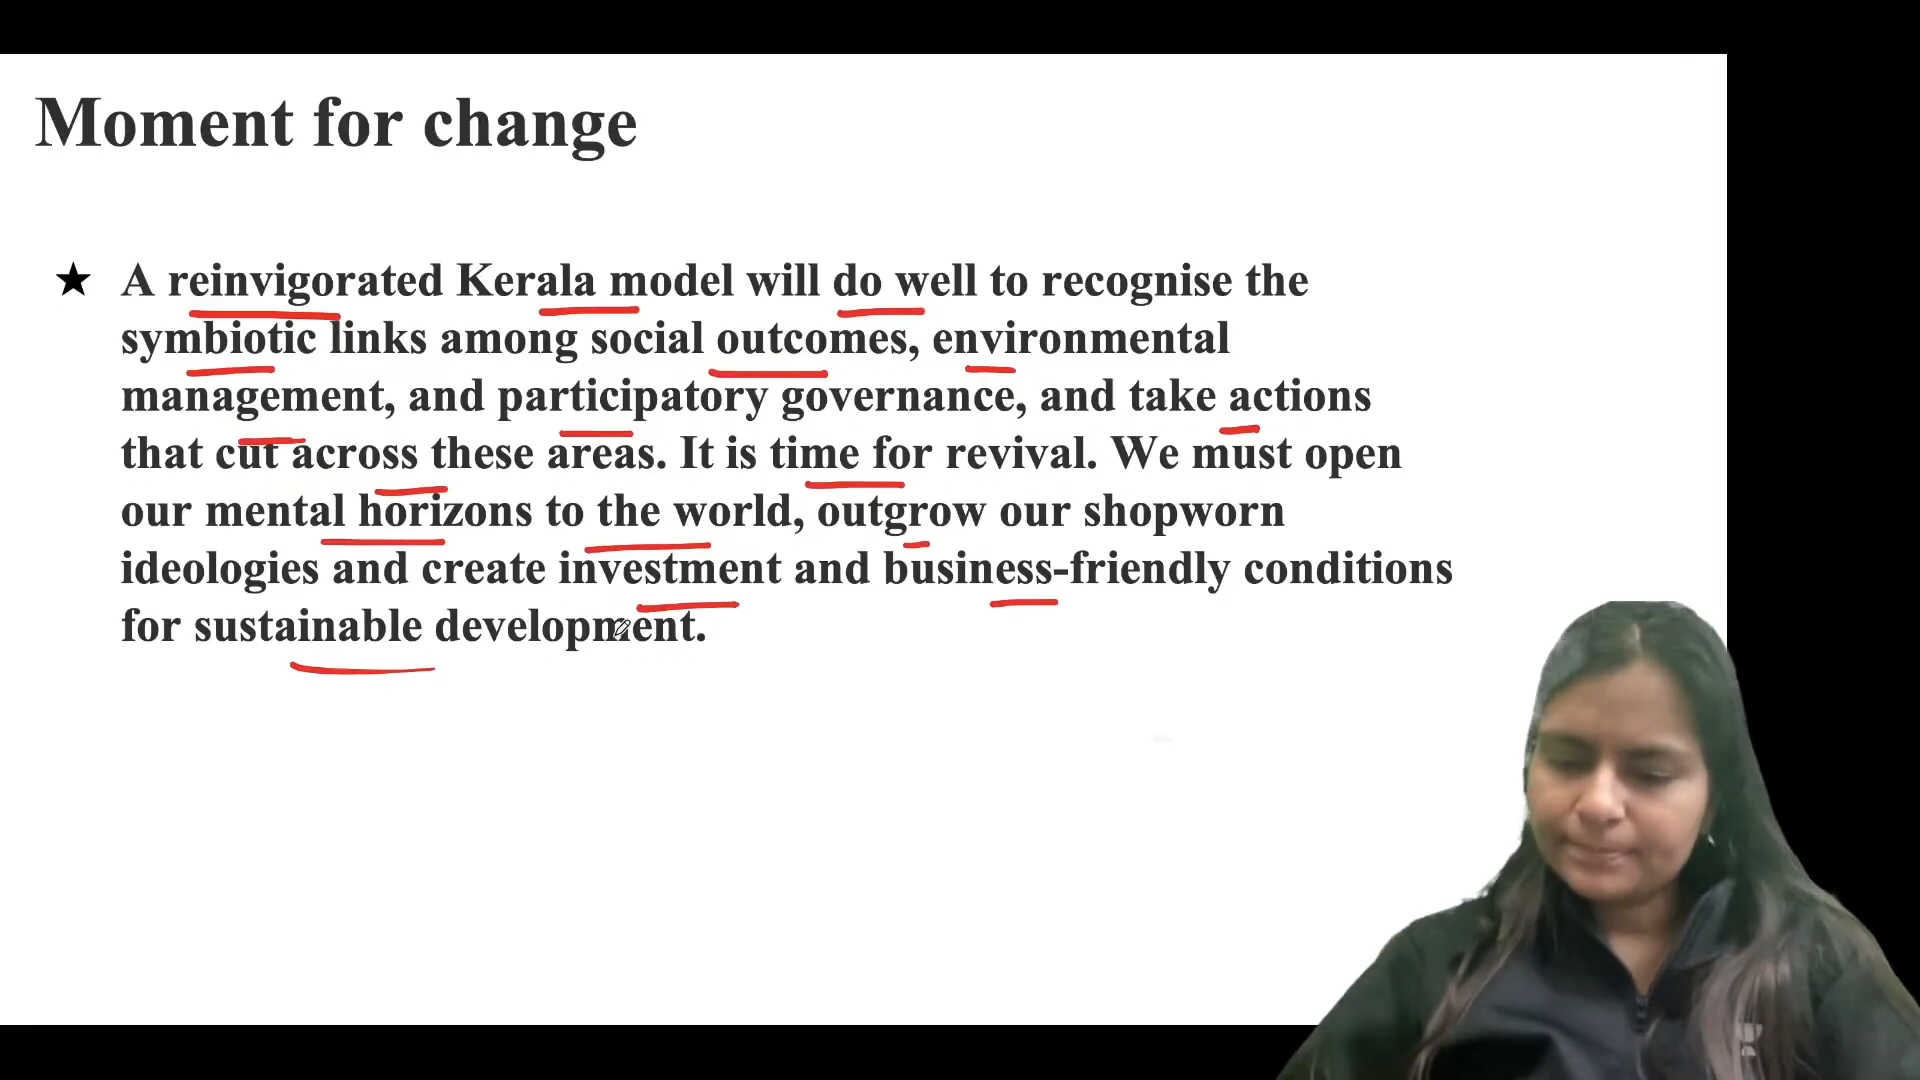 Moment for change
★ A reinvigorated Kerala model will do well to recognise the
symbiotic links among social outcomes, environmental
management, and participatory governance, and take actions
that cut across these areas. It is time for revival. We must open
our mental horizons to the world, outgrow our shopworn
ideologies and create investment and business-friendly conditions
for sustainable development.